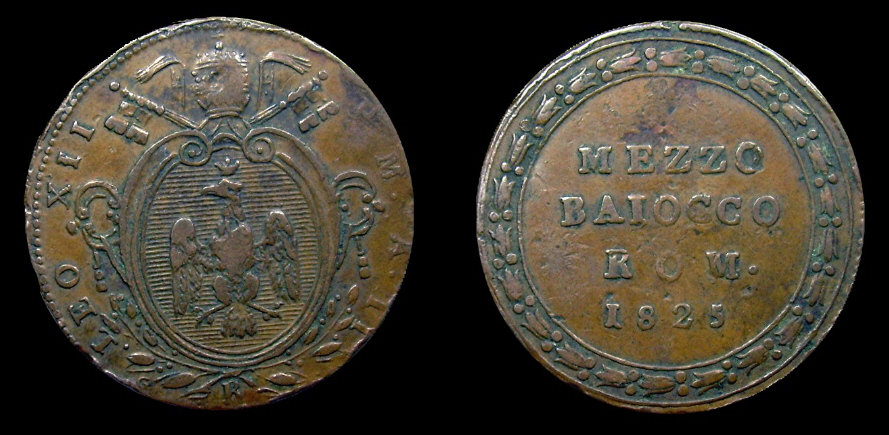 LEO XII P. M. A. II.
R
MEZZO
BAIOCCO
ROM.
1825